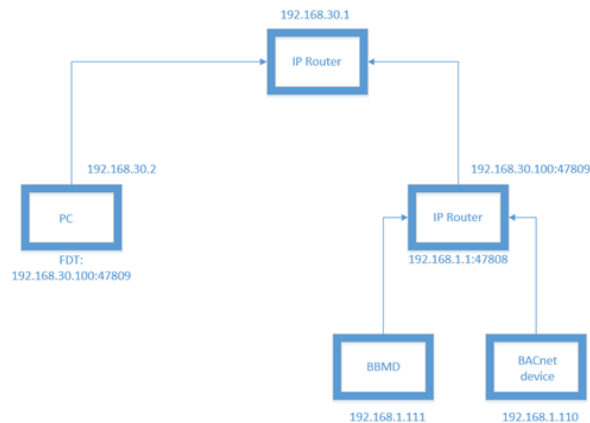 192.168.30.1
IP Router
192.168.30.2
192.168.30.100:47809
PC
IP Router
FDT:
192.168.30.100:47809
192.168.1.1:47808
BBMD
BACnet
device
192.168.1.111
192.168.1.110